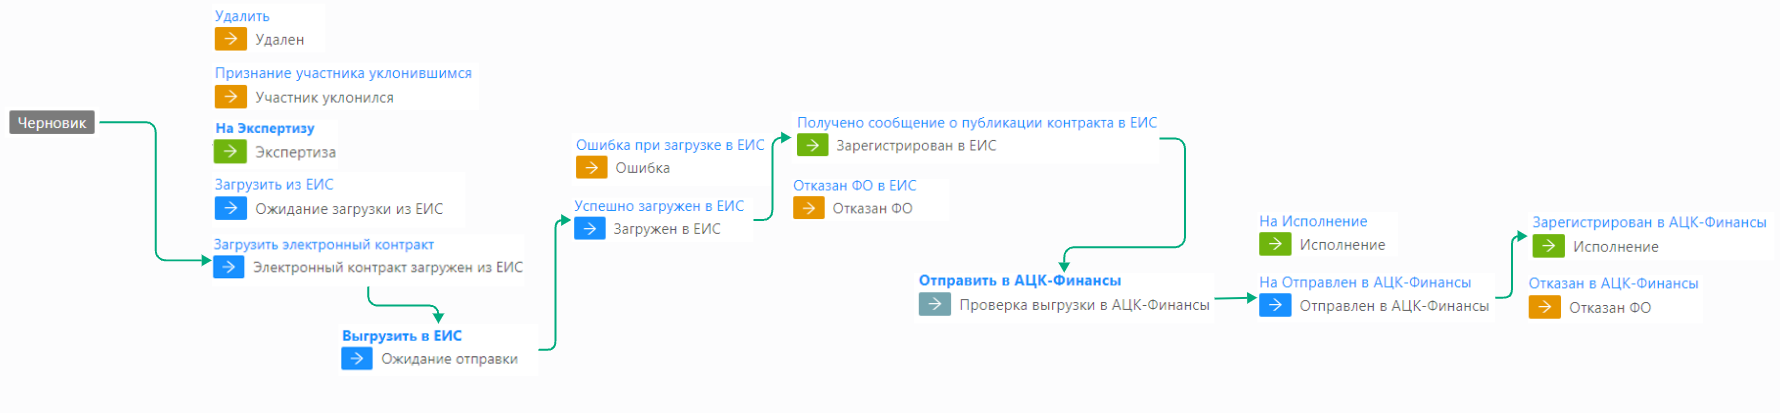 Черновик
Удалить
Удален
Признание участника уклонившимся
Участник уклонился
На Экспертизу
Экспертиза
Загрузить из ЕИС
Ожидание загрузки из ЕИС
Загрузить электронный контракт
Электронный контракт загружен из ЕИС
Выгрузить в ЕИС
Ожидание отправки
Ошибка при загрузке в ЕИС
Ошибка
Успешно загружен в ЕИС
Загружен в ЕИС
Получено сообщение о публикации контракта в ЕИС
Зарегистрирован в ЕИС
Отказан ФО в ЕИС
Отказан ФО
Отправить в АЦК-Финансы
Проверка выгрузки в АЦК-Финансы
На Исполнение
Исполнение
На Отправлен в АЦК-Финансы
Отправлен в АЦК-Финансы
Зарегистрирован в АЦК-Финансы
Исполнение
Отказан в АЦК-Финансы
Отказан ФО